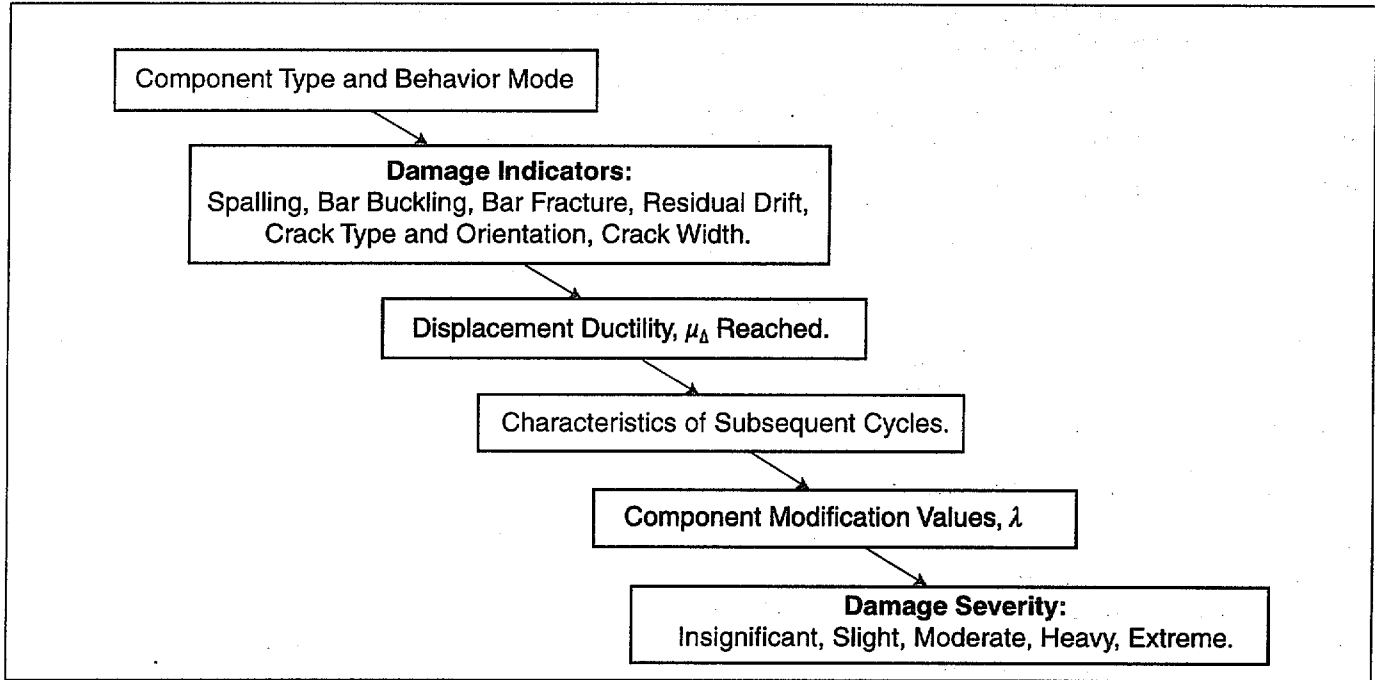 Component Type and Behavior Mode
Damage Indicators:
Spalling, Bar Buckling, Bar Fracture, Residual Drift,
Crack Type and Orientation, Crack Width.
Displacement Ductility, μΔ Reached.
Characteristics of Subsequent Cycles.
Component Modification Values, λ
Damage Severity:
Insignificant, Slight, Moderate, Heavy, Extreme.